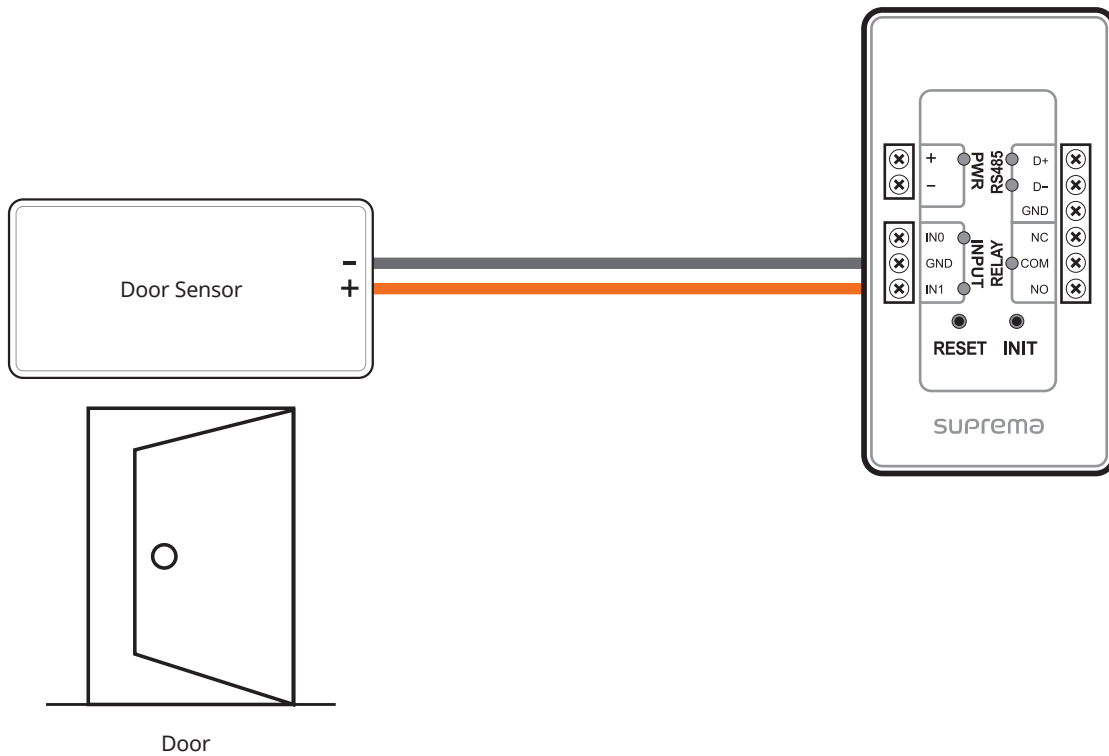 Door Sensor
−
+
Door
+
−
PWR
RS485
D+
D−
GND
IN0
GND
IN1
INPUT
RELAY
NC
COM
NO
RESET INIT
suprema